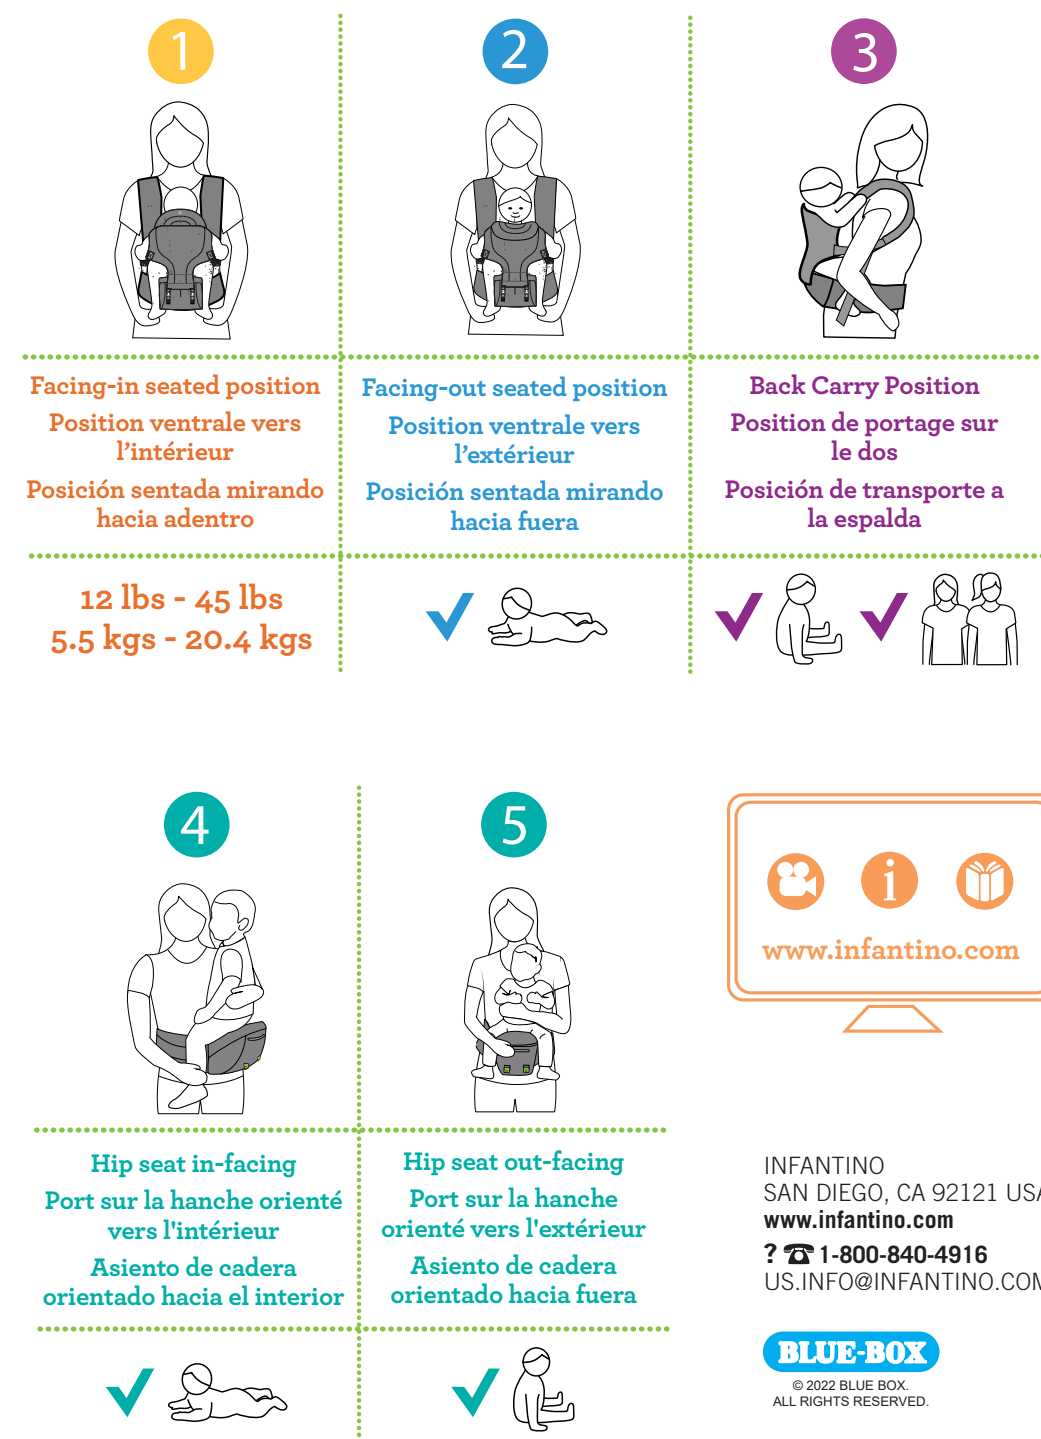 1
Facing-in seated position
Position ventrale vers
l’intérieur
Posición sentada mirando
hacia adentro
12 lbs - 45 lbs
5.5 kgs - 20.4 kgs
2
Facing-out seated position
Position ventrale vers
l’extérieur
Posición sentada mirando
hacia fuera
3
Back Carry Position
Position de portage sur
le dos
Posición de transporte a
la espalda
4
Hip seat in-facing
Port sur la hanche orienté
vers l'intérieur
Asiento de cadera
orientado hacia el interior
5
Hip seat out-facing
Port sur la hanche
orienté vers l'extérieur
Asiento de cadera
orientado hacia fuera
i
www.infantino.com
INFANTINO
SAN DIEGO, CA 92121 USA
www.infantino.com
? ☎ 1-800-840-4916
US.INFO@INFANTINO.COM
BLUE-BOX
© 2022 BLUE BOX.
ALL RIGHTS RESERVED.